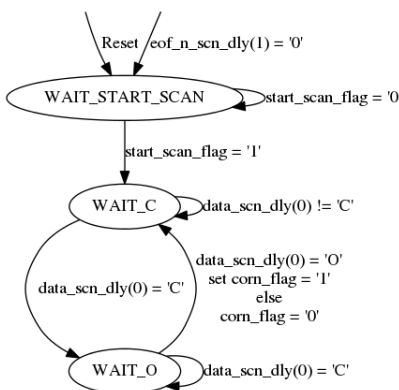 Reset
eof_n_scn_dly(1) = '0'
WAIT_START_SCAN
start_scan_flag = '0
start_scan_flag = '1'
WAIT_C
data_scn_dly(0) != 'C'
data_scn_dly(0) = 'C'
data_scn_dly(0) = 'O'
set corn_flag = '1'
else
corn_flag = '0'
WAIT_O
data_scn_dly(0) = 'C'